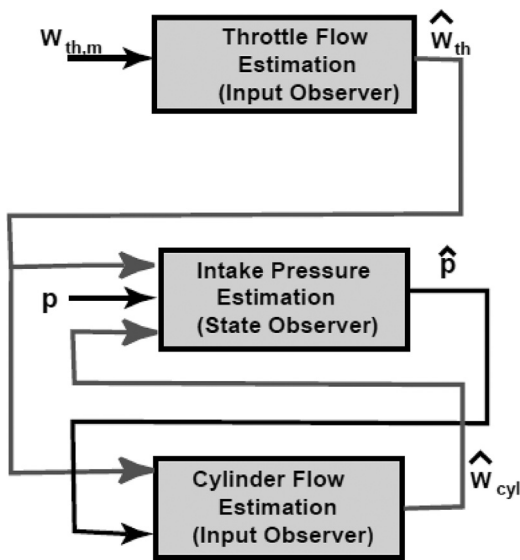 w th,m
Throttle Flow
Estimation
(Input Observer)
ŵ th
Intake Pressure
Estimation
(State Observer)
p
p̂
Cylinder Flow
Estimation
(Input Observer)
ŵ cyl